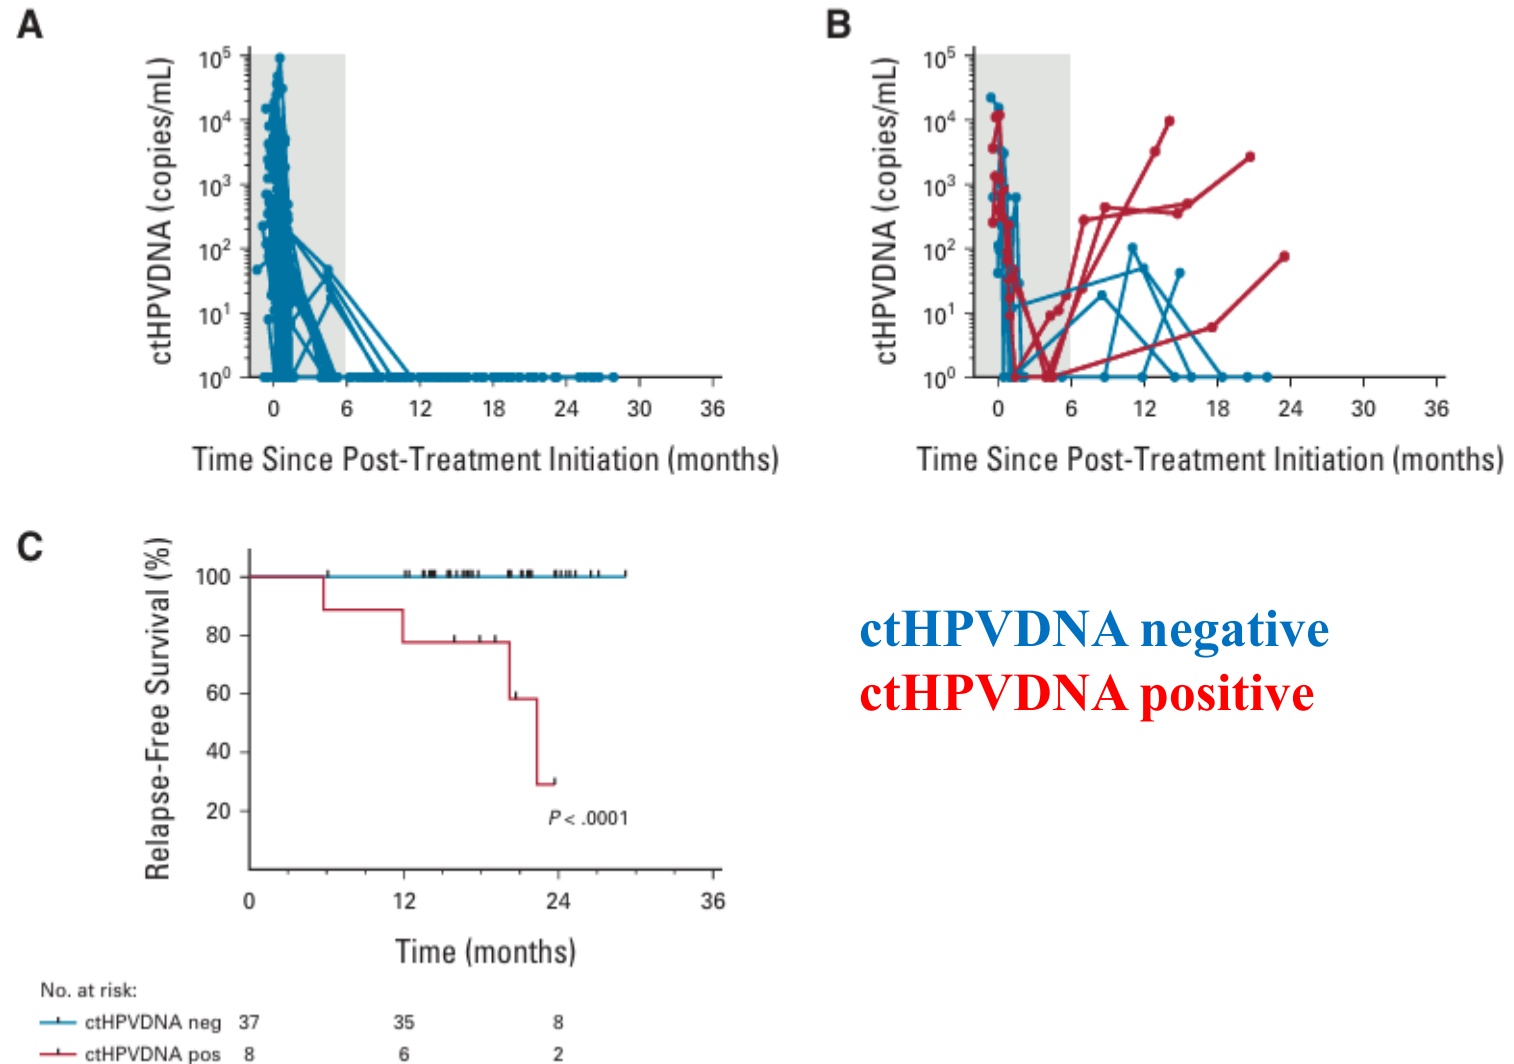 A
ctHPVDNA (copies/mL)
10⁵
10⁴
10³
10²
10¹
10⁰
0 6 12 18 24 30 36
Time Since Post-Treatment Initiation (months)
B
ctHPVDNA (copies/mL)
10⁵
10⁴
10³
10²
10¹
10⁰
0 6 12 18 24 30 36
Time Since Post-Treatment Initiation (months)
C
Relapse-Free Survival (%)
100
80
60
40
20
P < .0001
0 12 24 36
Time (months)
No. at risk:
ctHPVDNA neg 37 35 8
ctHPVDNA pos 8 6 2
ctHPVDNA negative
ctHPVDNA positive